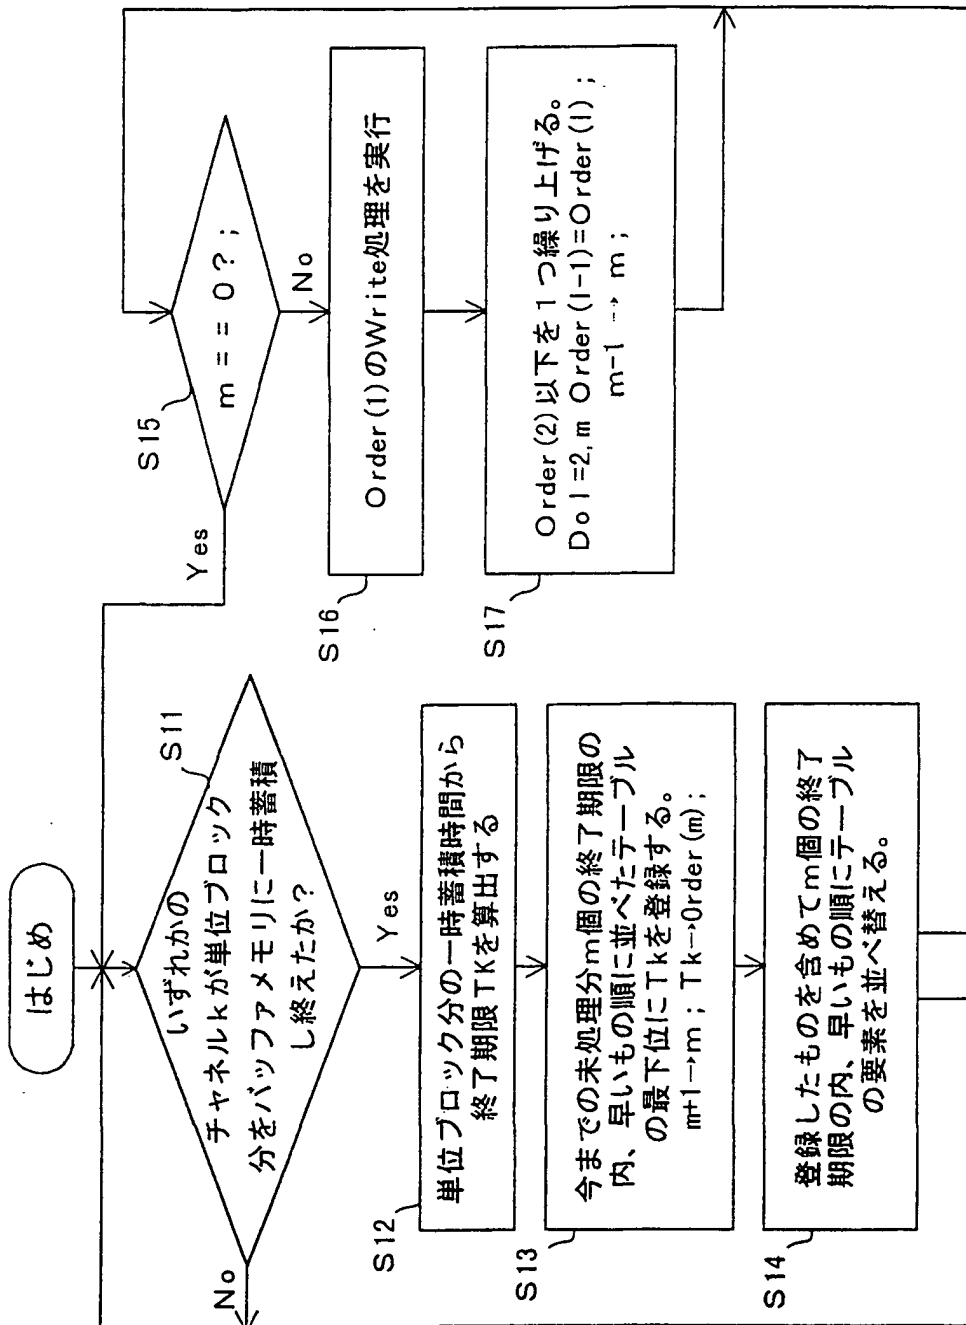 はじめ
S11
いずれかの
チャネルkが単位ブロック
分をバッファメモリに一時蓄積
し終えたか？
No
Yes
S12
単位ブロック分の一時蓄積時間から
終了期限TKを算出する
S13
今までの未処理分m個の終了期限の
内、早いもの順に並べたテーブル
の最下位にTkを登録する。
m+1→m; Tk→Order(m);
S14
登録したものを含めてm個の終了
期限の内、早いもの順にテーブル
の要素を並べ替える。
S15
m==0?;
Yes
No
S16
Order(1)のWrite処理を実行
S17
Order(2)以下を1つ繰り上げる。
Do l=2,m Order(l-1)=Order(l);
m-1→m;